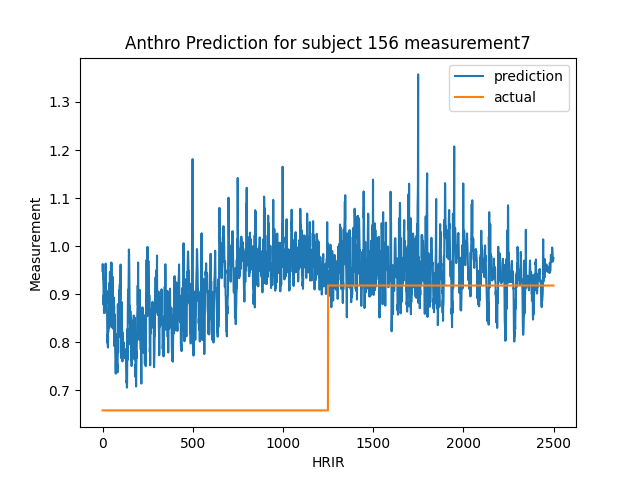 Anthro Prediction for subject 156 measurement7
prediction
actual
1.3
1.2
1.1
1.0
0.9
0.8
0.7
Measurement
0
500
1000
1500
2000
2500
HRIR